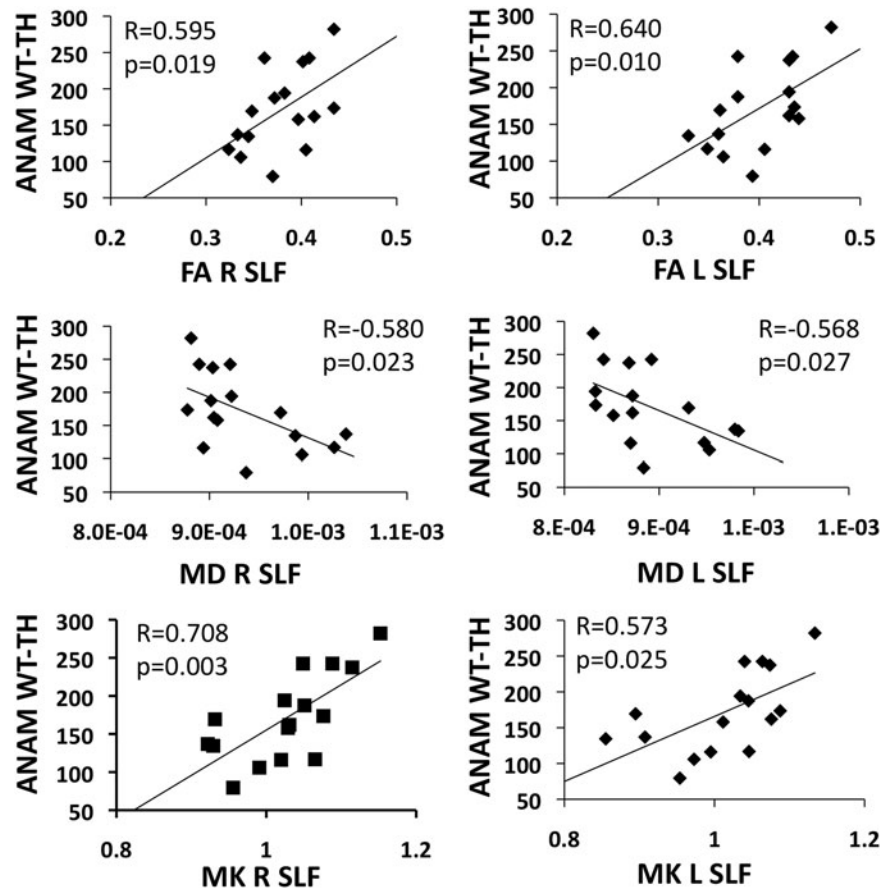 ANAM WT-TH
300
250
200
150
100
50
R=0.595
p=0.019
0.2 0.3 0.4 0.5
FA R SLF
ANAM WT-TH
300
250
200
150
100
50
R=0.640
p=0.010
0.2 0.3 0.4 0.5
FA L SLF
ANAM WT-TH
300
250
200
150
100
50
R=-0.580
p=0.023
8.0E-04 9.0E-04 1.0E-03 1.1E-03
MD R SLF
ANAM WT-TH
300
250
200
150
100
50
R=-0.568
p=0.027
8.E-04 9.E-04 1.E-03 1.E-03
MD L SLF
ANAM WT-TH
300
250
200
150
100
50
R=0.708
p=0.003
0.8 1 1.2
MK R SLF
ANAM WT-TH
300
250
200
150
100
50
R=0.573
p=0.025
0.8 1 1.2
MK L SLF